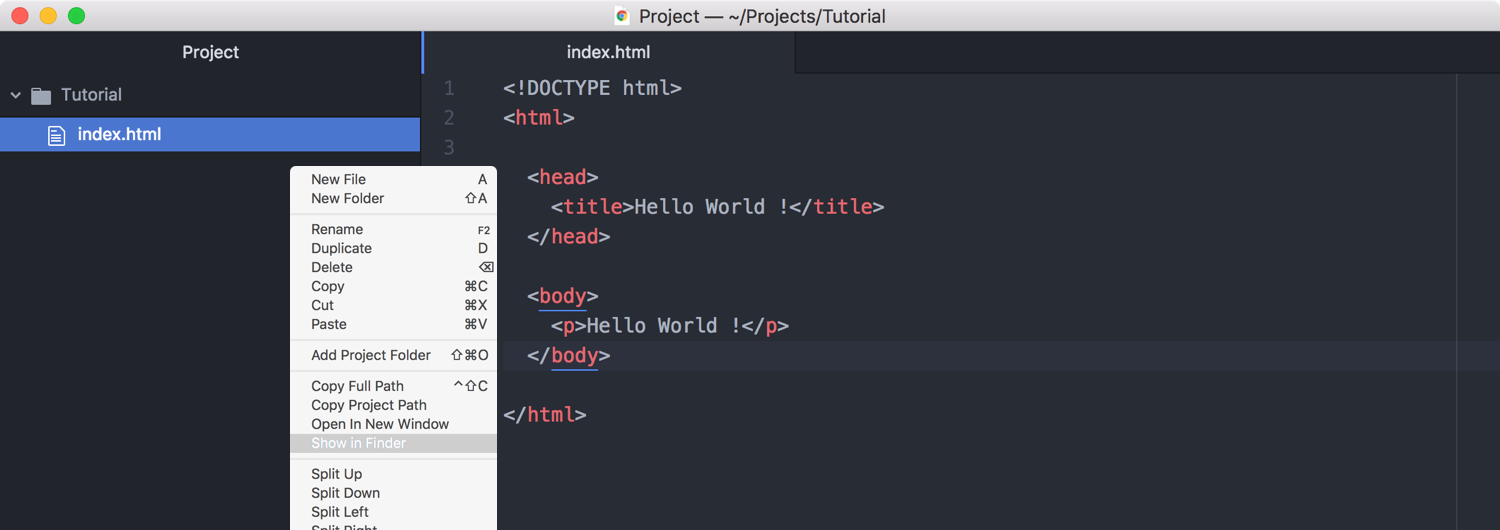 Project — ~/Projects/Tutorial
Project
Tutorial
index.html
New File A
New Folder ⇧A
Rename F2
Duplicate D
Delete ⌫
Copy ⌘C
Cut ⌘X
Paste ⌘V
Add Project Folder ⇧⌘O
Copy Full Path ^⇧C
Copy Project Path
Open In New Window
Show in Finder
Split Up
Split Down
Split Left
Split Right
index.html
1 <!DOCTYPE html>
2 <html>
3
<head>
<title>Hello World !</title>
</head>
<body>
<p>Hello World !</p>
</body>
</html>